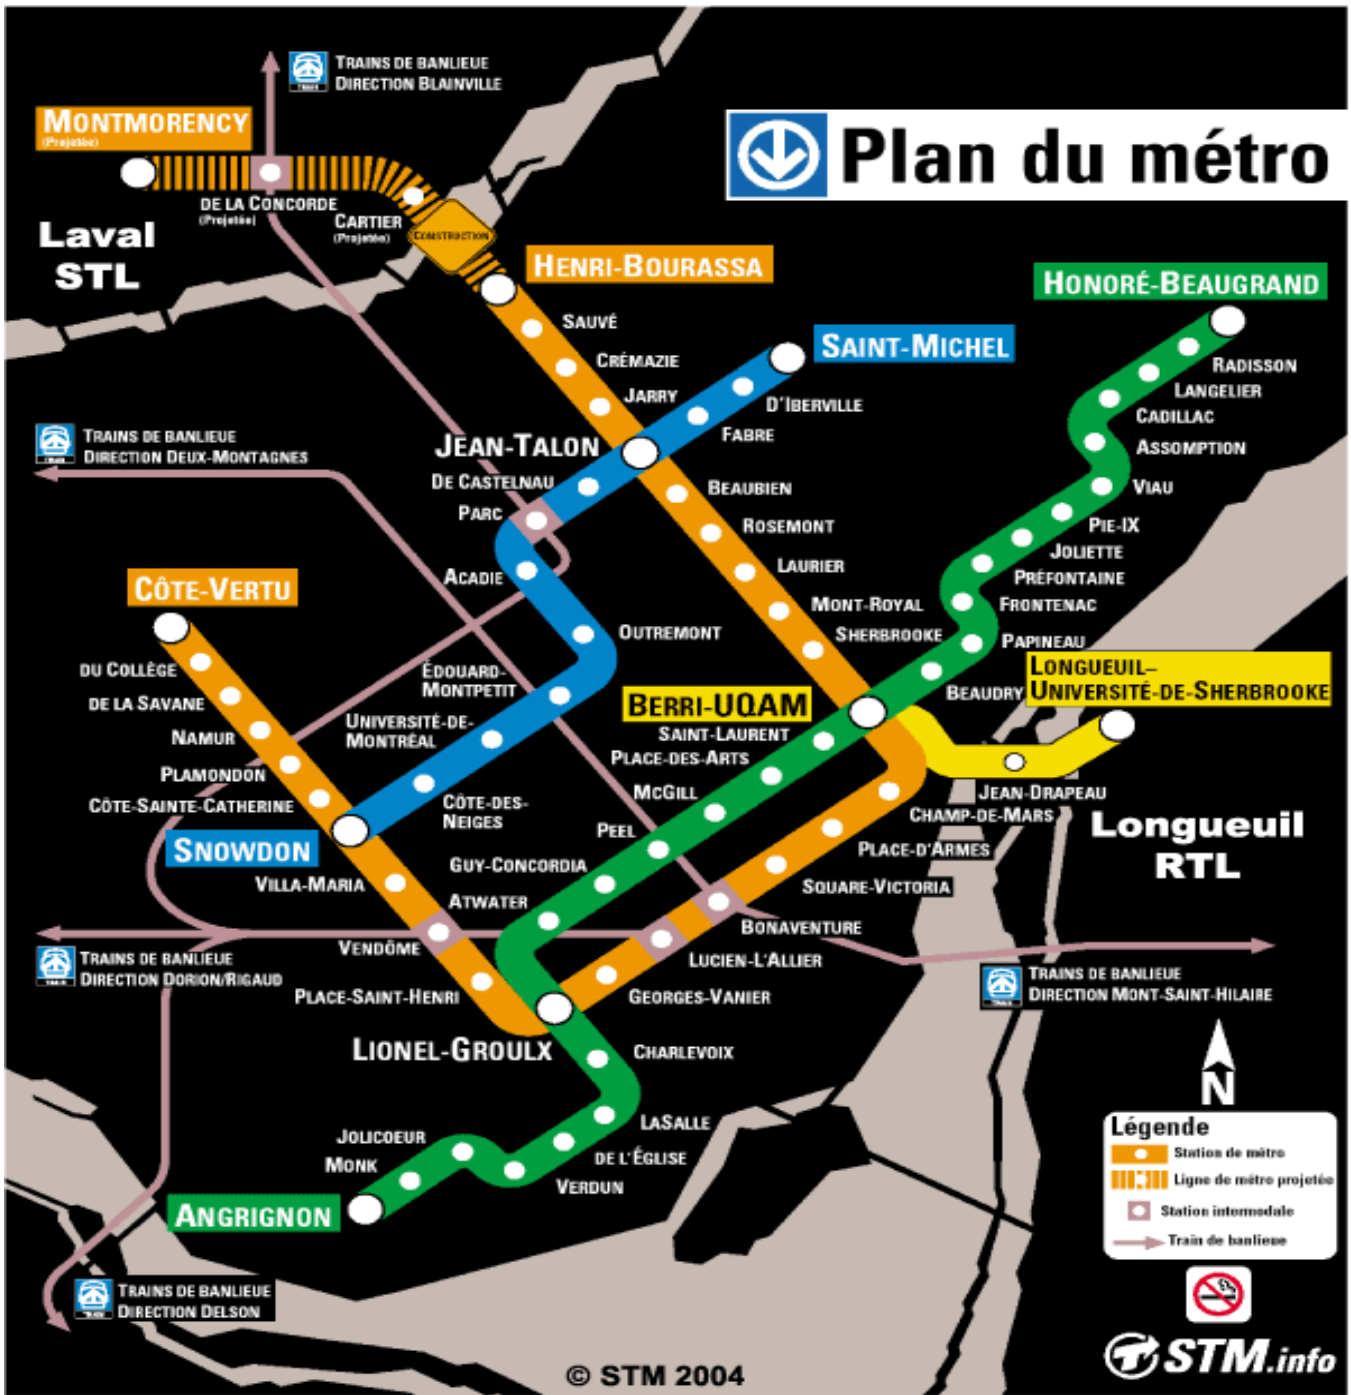 TRAINS DE BANLIEUE
DIRECTION BLAINVILLE
MONTMORENCY
(Projetée)
Plan du métro
DE LA CONCORDE
(Projetée)
CARTIER
(Projetée)
CONSTRUCTION
Laval
STL
HENRI-BOURASSA
HONORÉ-BEAUGRAND
SAUVÉ
SAINT-MICHEL
CRÉMAZIE
RADISSON
JARRY
LANGELIER
D'IBERVILLE
CADILLAC
FABRE
TRAINS DE BANLIEUE
DIRECTION DEUX-MONTAGNES
JEAN-TALON
ASSOMPTION
DE CASTELNAU
BEAUBIEN
VIAU
PARC
ROSEMONT
PIE-IX
JOLIETTE
LAURIER
ACADIE
PRÉFONTAINE
CÔTE-VERTU
MONT-ROYAL
FRONTENAC
OUTREMONT
SHERBROOKE
PAPINEAU
DU COLLÈGE
ÉDOUARD-
MONTPETIT
LONGUEUIL–
UNIVERSITÉ-DE-SHERBROOKE
BEAUDRY
DE LA SAVANE
BERRI-UQAM
UNIVERSITÉ-DE-
MONTRÉAL
SAINT-LAURENT
NAMUR
PLACE-DES-ARTS
PLAMONDON
MCGILL
JEAN-DRAPEAU
CÔTE-SAINTE-CATHERINE
CÔTE-DES-
NEIGES
CHAMP-DE-MARS
PEEL
Longueuil
RTL
SNOWDON
PLACE-D'ARMES
GUY-CONCORDIA
VILLA-MARIA
SQUARE-VICTORIA
ATWATER
BONAVENTURE
VENDÔME
LUCIEN-L'ALLIER
TRAINS DE BANLIEUE
DIRECTION DORION/RIGAUD
TRAINS DE BANLIEUE
DIRECTION MONT-SAINT-HILAIRE
PLACE-SAINT-HENRI
GEORGES-VANIER
LIONEL-GROULX
CHARLEVOIX
N
LASALLE
JOLICOEUR
DE L'ÉGLISE
MONK
VERDUN
ANGRIGNON
Légende
Station de métro
Ligne de métro projetée
Station intermodale
Train de banlieue
TRAINS DE BANLIEUE
DIRECTION DELSON
STM.info
© STM 2004